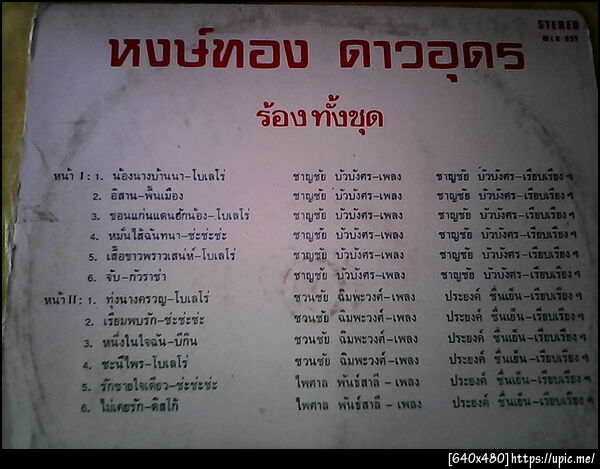 STEREO
หงษ์ทอง ดาวอุดร
ร้องทั้งชุด
หน้า I : 1. น้องนางบ้านนา-โบเลโร่ ชาญชัย บัวบังศร-เพลง ชาญชัย บัวบังศร-เรียบเรียงฯ
2. อิสาน-พื้นเมือง ชาญชัย บัวบังศร-เพลง ชาญชัย บัวบังศร-เรียบเรียงฯ
3. ขอนแก่นแดนฮักน้อง-โบเลโร่ ชาญชัย บัวบังศร-เพลง ชาญชัย บัวบังศร-เรียบเรียงฯ
4. หมั่นไส้ฉันทนา-ช่ะช่ะช่ะ ชาญชัย บัวบังศร-เพลง ชาญชัย บัวบังศร-เรียบเรียงฯ
5. เสื้อขาวพราวเสน่ห์-โบเลโร่ ชาญชัย บัวบังศร-เพลง ชาญชัย บัวบังศร-เรียบเรียงฯ
6. จับ-กัวราช่า ชาญชัย บัวบังศร-เพลง ชาญชัย บัวบังศร-เรียบเรียงฯ
หน้า II : 1. ทุ่งนางครวญ-โบเลโร่ ชวนชัย ฉิมพะวงศ์-เพลง ประยงค์ ชื่นเย็น-เรียบเรียงฯ
2. เรียมพบรัก-ช่ะช่ะช่ะ ชวนชัย ฉิมพะวงศ์-เพลง ประยงค์ ชื่นเย็น-เรียบเรียงฯ
3. หนึ่งในใจฉัน-บีกิน ชวนชัย ฉิมพะวงศ์-เพลง ประยงค์ ชื่นเย็น-เรียบเรียงฯ
4. ชะนีไพร-โบเลโร่ ชวนชัย ฉิมพะวงศ์-เพลง ประยงค์ ชื่นเย็น-เรียบเรียงฯ
5. รักชายใจเดียว-ช่ะช่ะช่ะ ไพศาล พันธ์สาลี - เพลง ประยงค์ ชื่นเย็น-เรียบเรียงฯ
6. ไม่เคยรัก-ดิสโก้ ไพศาล พันธ์สาลี - เพลง ประยงค์ ชื่นเย็น-เรียบเรียงฯ
[640x480]https://upic.me/